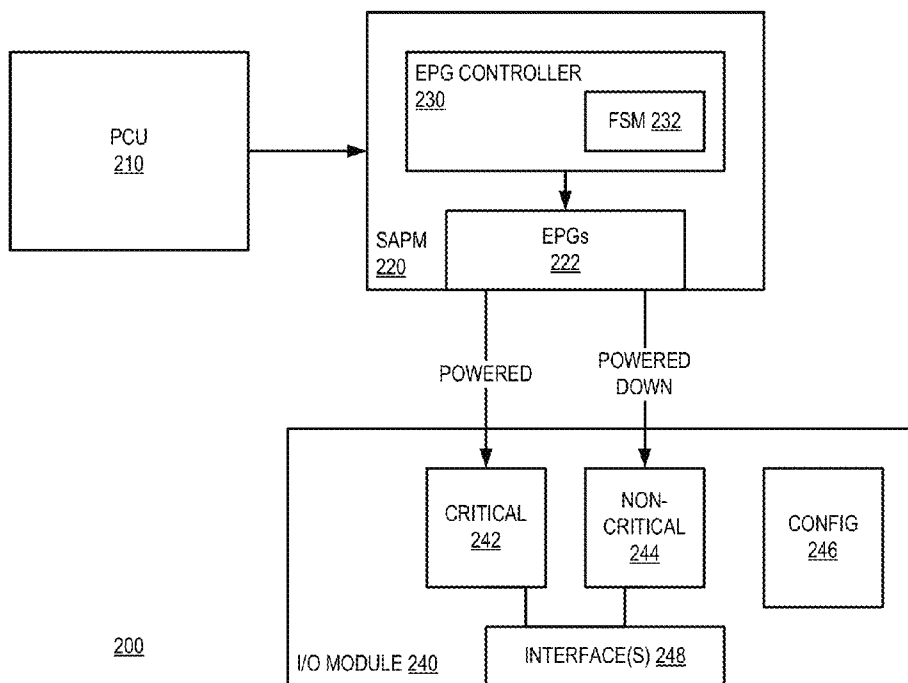 PCU
210
EPG CONTROLLER
230
FSM 232
SAPM
220
EPGs
222
POWERED
POWERED
DOWN
CRITICAL
242
NON-
CRITICAL
244
CONFIG
246
200
I/O MODULE 240
INTERFACE(S) 248